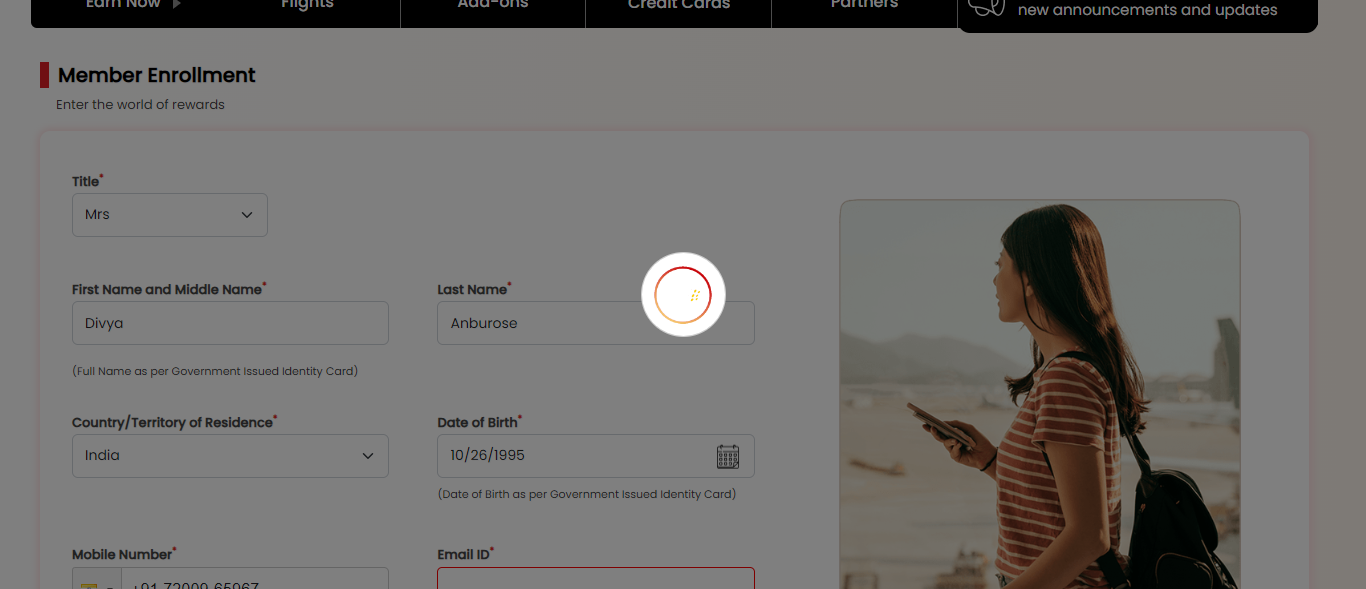 Earn Now Flights Add-ons Credit Cards Partners
new announcements and updates
Member Enrollment
Enter the world of rewards
Title*
Mrs
First Name and Middle Name* Last Name*
Divya Anburose
(Full Name as per Government Issued Identity Card)
Country/Territory of Residence* Date of Birth*
India 10/26/1995
(Date of Birth as per Government Issued Identity Card)
Mobile Number* Email ID*
+91 72009 65967